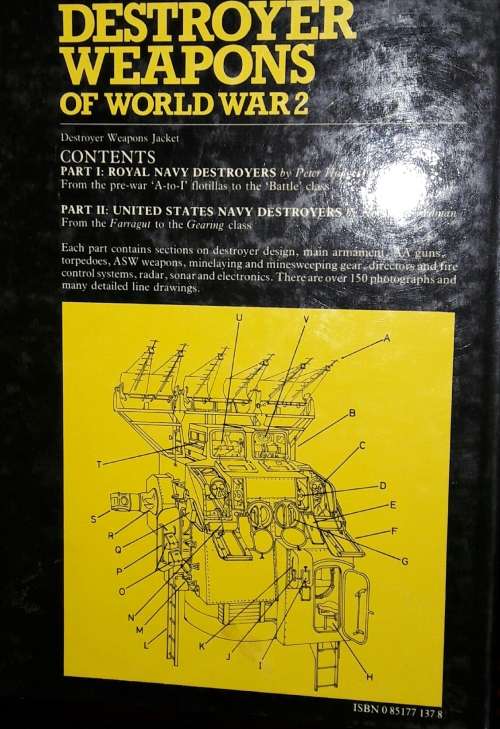 DESTROYER
WEAPONS
OF WORLD WAR 2
Destroyer Weapons Jacket
CONTENTS
PART I: ROYAL NAVY DESTROYERS by Peter
From the pre-war 'A-to-I' flotillas to the 'Battle' class
PART II: UNITED STATES NAVY DESTROYERS by
From the Farragut to the Gearing class
Each part contains sections on destroyer design, main armament, AA guns,
torpedoes, ASW weapons, minelaying and minesweeping gear, directors and fire
control systems, radar, sonar and electronics. There are over 150 photographs and
many detailed line drawings.
U V A
B
T C
D
S E
R F
Q
P G
O
N
M
L K J I H
ISBN 0 85177 137 8